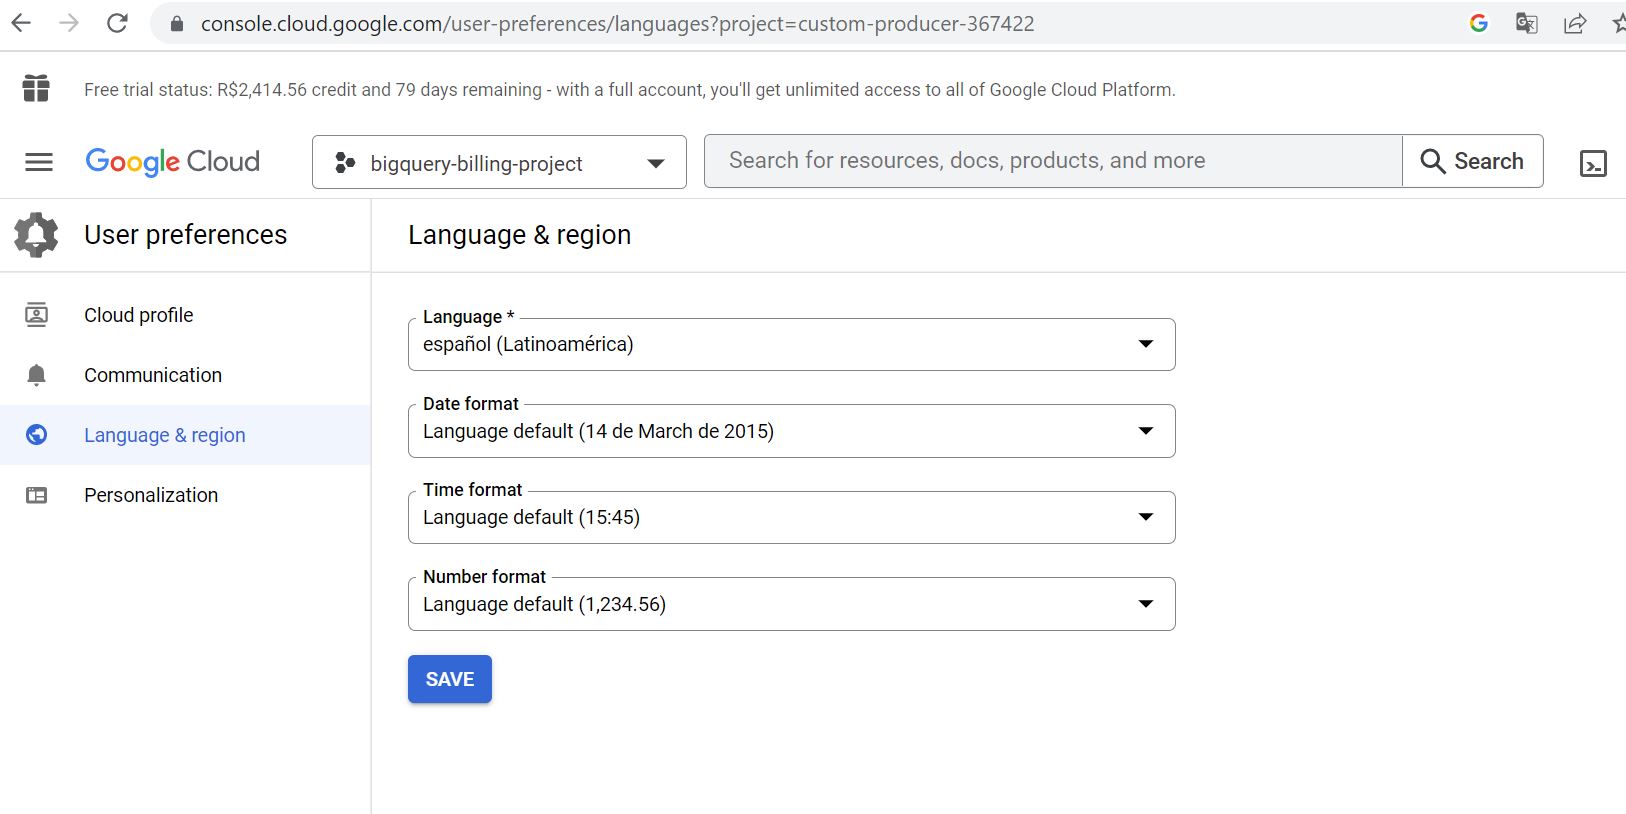 console.cloud.google.com/user-preferences/languages?project=custom-producer-367422
Free trial status: R$2,414.56 credit and 79 days remaining - with a full account, you'll get unlimited access to all of Google Cloud Platform.
Google Cloud
bigquery-billing-project
Search for resources, docs, products, and more
Search
User preferences
Language & region
Cloud profile
Communication
Language & region
Personalization
Language *
español (Latinoamérica)
Date format
Language default (14 de March de 2015)
Time format
Language default (15:45)
Number format
Language default (1,234.56)
SAVE